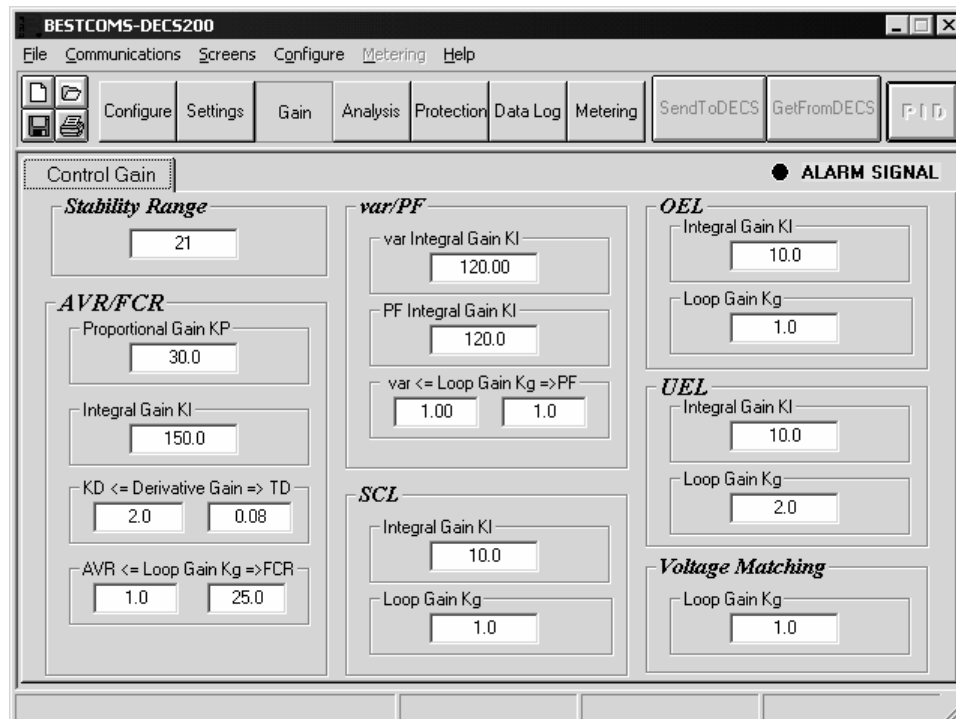 BESTCOMS-DECS200
File Communications Screens Configure Metering Help
Configure Settings Gain Analysis Protection Data Log Metering SendToDECS GetFromDECS PID
Control Gain
ALARM SIGNAL
Stability Range
21
AVR/FCR
Proportional Gain KP
30.0
Integral Gain KI
150.0
KD <= Derivative Gain => TD
2.0 0.08
AVR <= Loop Gain Kg =>FCR
1.0 25.0
var/PF
var Integral Gain KI
120.00
PF Integral Gain KI
120.0
var <= Loop Gain Kg =>PF
1.00 1.0
SCL
Integral Gain KI
10.0
Loop Gain Kg
1.0
OEL
Integral Gain KI
10.0
Loop Gain Kg
1.0
UEL
Integral Gain KI
10.0
Loop Gain Kg
2.0
Voltage Matching
Loop Gain Kg
1.0